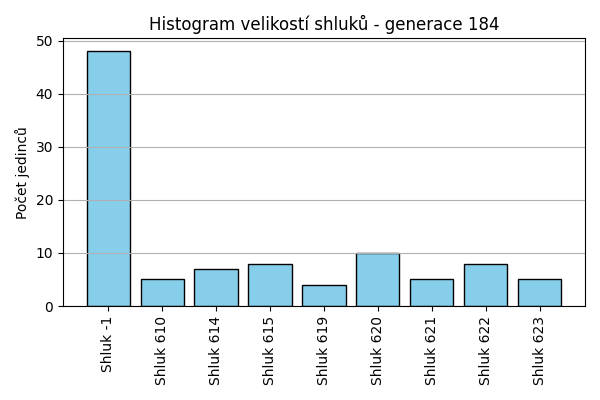 Histogram velikostí shluků - generace 184
Počet jedinců
50
40
30
20
10
0
Shluk -1
Shluk 610
Shluk 614
Shluk 615
Shluk 619
Shluk 620
Shluk 621
Shluk 622
Shluk 623